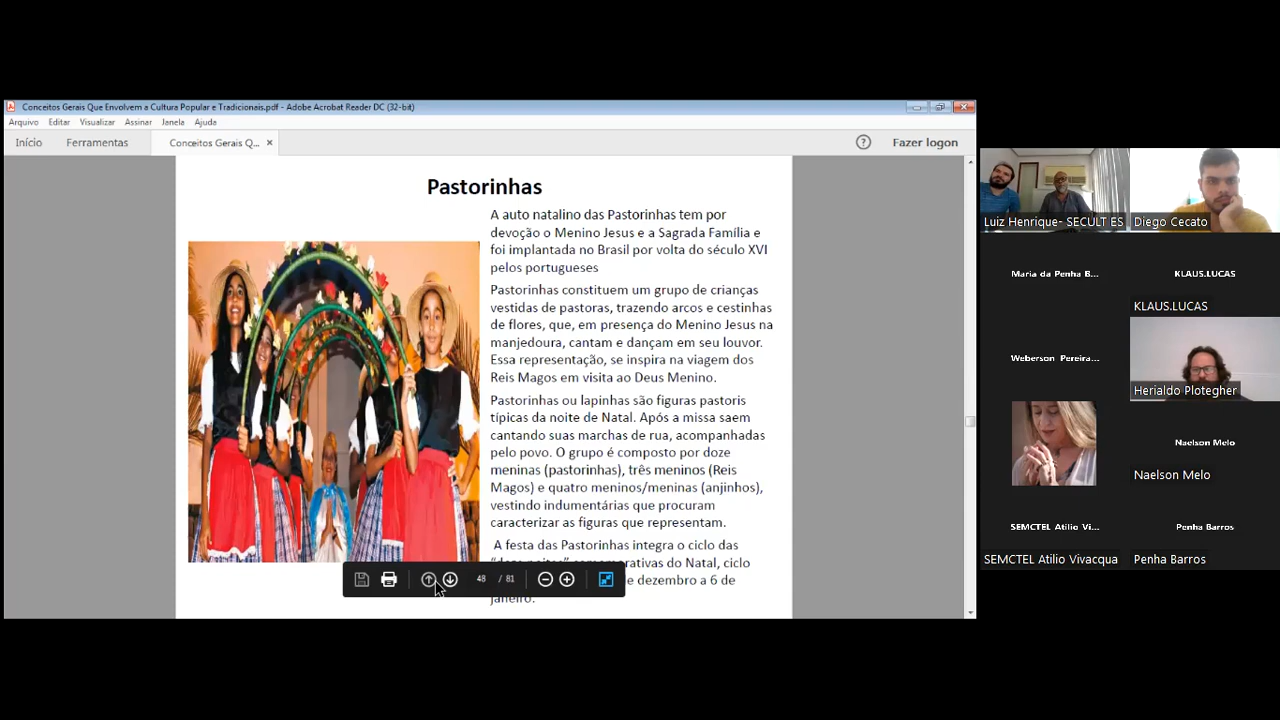 Conceitos Gerais Que Envolvem a Cultura Popular e Tradicionais.pdf - Adobe Acrobat Reader DC (32-bit)
Arquivo Editar Visualizar Assinar Janela Ajuda
Início Ferramentas Conceitos Gerais Q... Fazer logon
Pastorinhas
A auto natalino das Pastorinhas tem por
devoção o Menino Jesus e a Sagrada Família e
foi implantada no Brasil por volta do século XVI
pelos portugueses
Pastorinhas constituem um grupo de crianças
vestidas de pastoras, trazendo arcos e cestinhas
de flores, que, em presença do Menino Jesus na
manjedoura, cantam e dançam em seu louvor.
Essa representação, se inspira na viagem dos
Reis Magos em visita ao Deus Menino.
Pastorinhas ou lapinhas são figuras pastoris
típicas da noite de Natal. Após a missa saem
cantando suas marchas de rua, acompanhadas
pelo povo. O grupo é composto por doze
meninas (pastorinhas), três meninos (Reis
Magos) e quatro meninos/meninas (anjinhos),
vestindo indumentárias que procuram
caracterizar as figuras que representam.
A festa das Pastorinhas integra o ciclo das
do Natal, ciclo
e dezembro a 6 de
janeiro.
48 / 81
Luiz Henrique- SECULT ES
Diego Cecato
Maria da Penha B...
KLAUS.LUCAS
KLAUS.LUCAS
Weberson Pereira...
Herialdo Plotegher
Naelson Melo
Naelson Melo
SEMCTEL Atilio Vi...
Penha Barros
SEMCTEL Atilio Vivacqua
Penha Barros